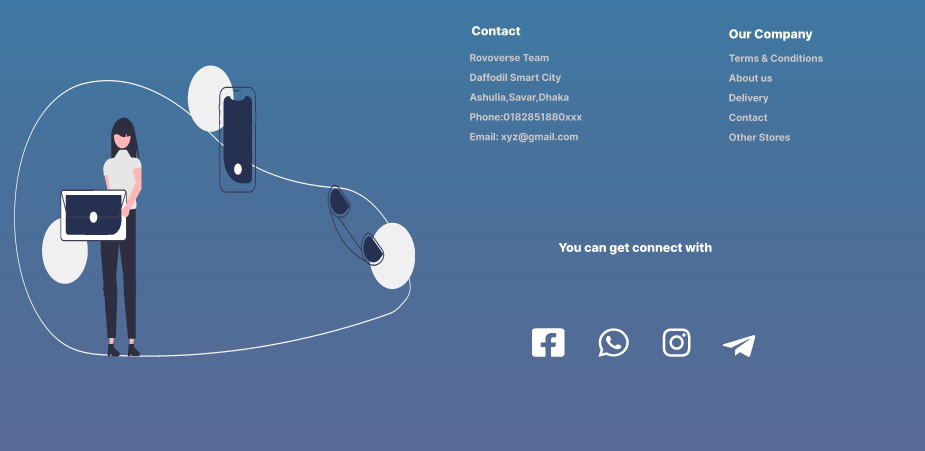 Contact
Rovoverse Team
Daffodil Smart City
Ashulia,Savar,Dhaka
Phone:0182851880xxx
Email: xyz@gmail.com
Our Company
Terms & Conditions
About us
Delivery
Contact
Other Stores
You can get connect with